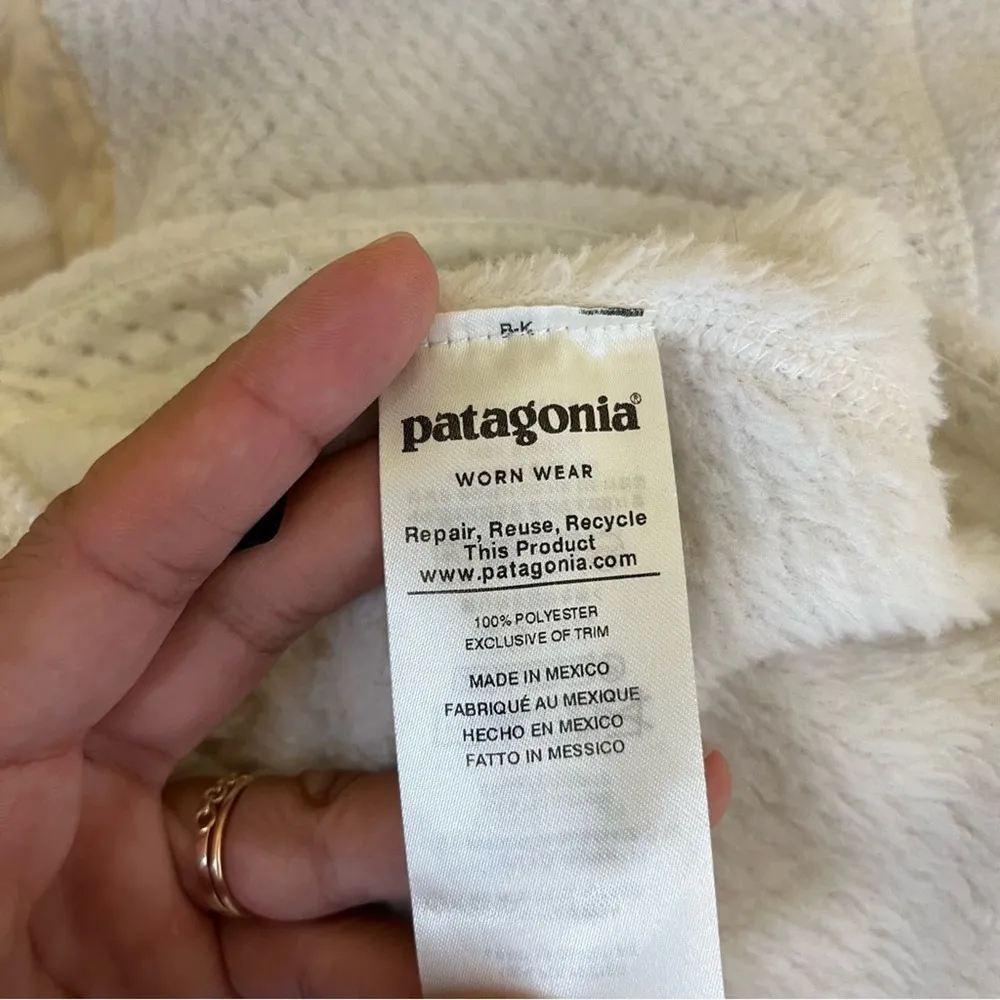 B-K
patagonia®
WORN WEAR
Repair, Reuse, Recycle
This Product
www.patagonia.com
100% POLYESTER
EXCLUSIVE OF TRIM
MADE IN MEXICO
FABRIQUÉ AU MEXIQUE
HECHO EN MEXICO
FATTO IN MESSICO